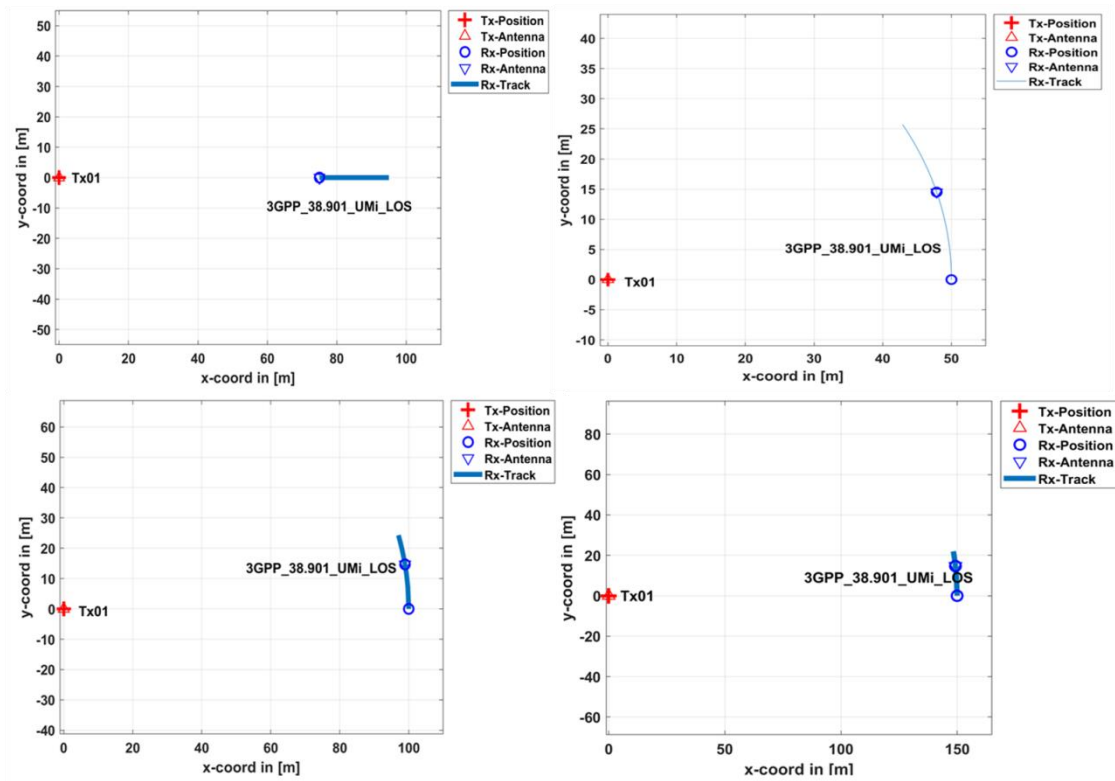 50
40
30
20
10
0
-10
-20
-30
-40
-50
y-coord in [m]
Tx01
3GPP_38.901_UMi_LOS
0 20 40 60 80 100
x-coord in [m]
Tx-Position
Tx-Antenna
Rx-Position
Rx-Antenna
Rx-Track
40
35
30
25
20
15
10
5
0
-5
-10
y-coord in [m]
Tx01
3GPP_38.901_UMi_LOS
0 10 20 30 40 50
x-coord in [m]
Tx-Position
Tx-Antenna
Rx-Position
Rx-Antenna
Rx-Track
60
50
40
30
20
10
0
-10
-20
-30
-40
y-coord in [m]
Tx01
3GPP_38.901_UMi_LOS
0 20 40 60 80 100
x-coord in [m]
Tx-Position
Tx-Antenna
Rx-Position
Rx-Antenna
Rx-Track
80
60
40
20
0
-20
-40
-60
y-coord in [m]
Tx01
3GPP_38.901_UMi_LOS
0 50 100 150
x-coord in [m]
Tx-Position
Tx-Antenna
Rx-Position
Rx-Antenna
Rx-Track